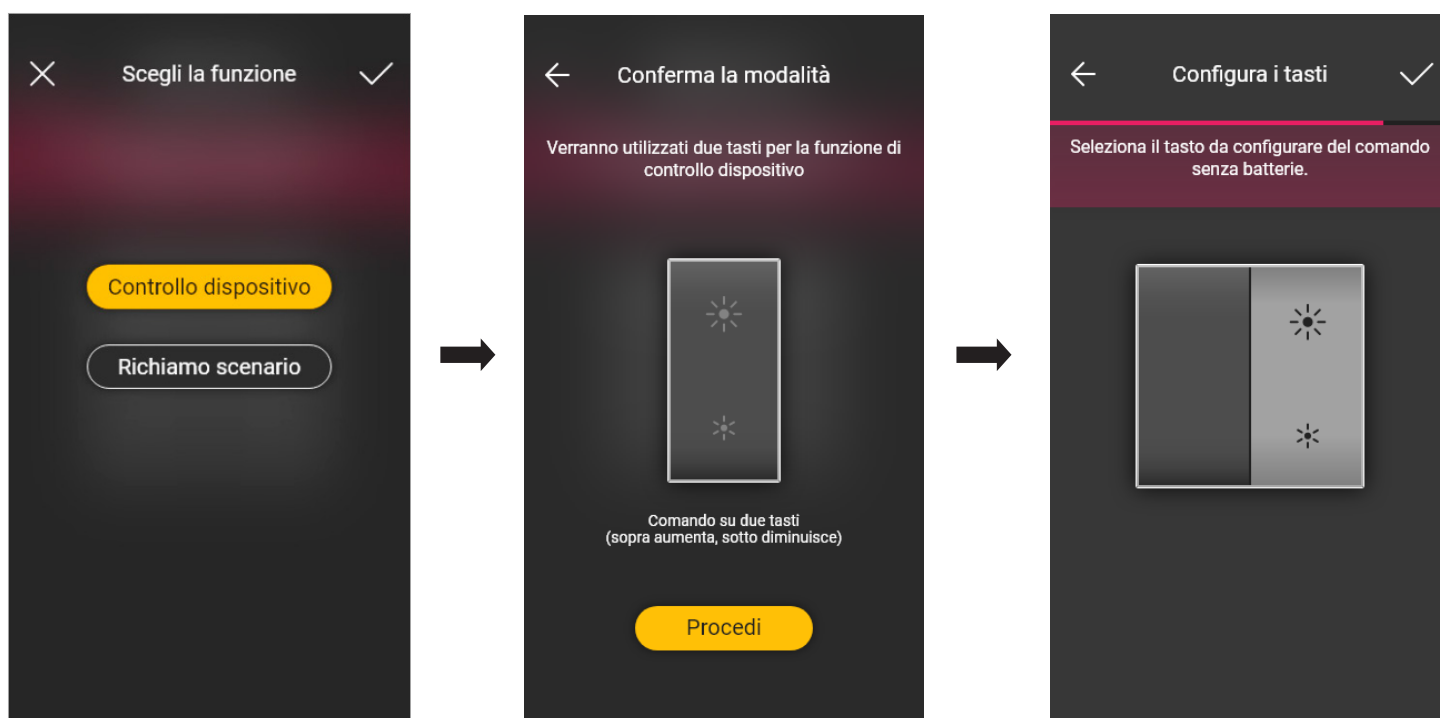 Scegli la funzione
Controllo dispositivo
Richiamo scenario
Conferma la modalità
Verranno utilizzati due tasti per la funzione di
controllo dispositivo
Comando su due tasti
(sopra aumenta, sotto diminuisce)
Procedi
Configura i tasti
Seleziona il tasto da configurare del comando
senza batterie.